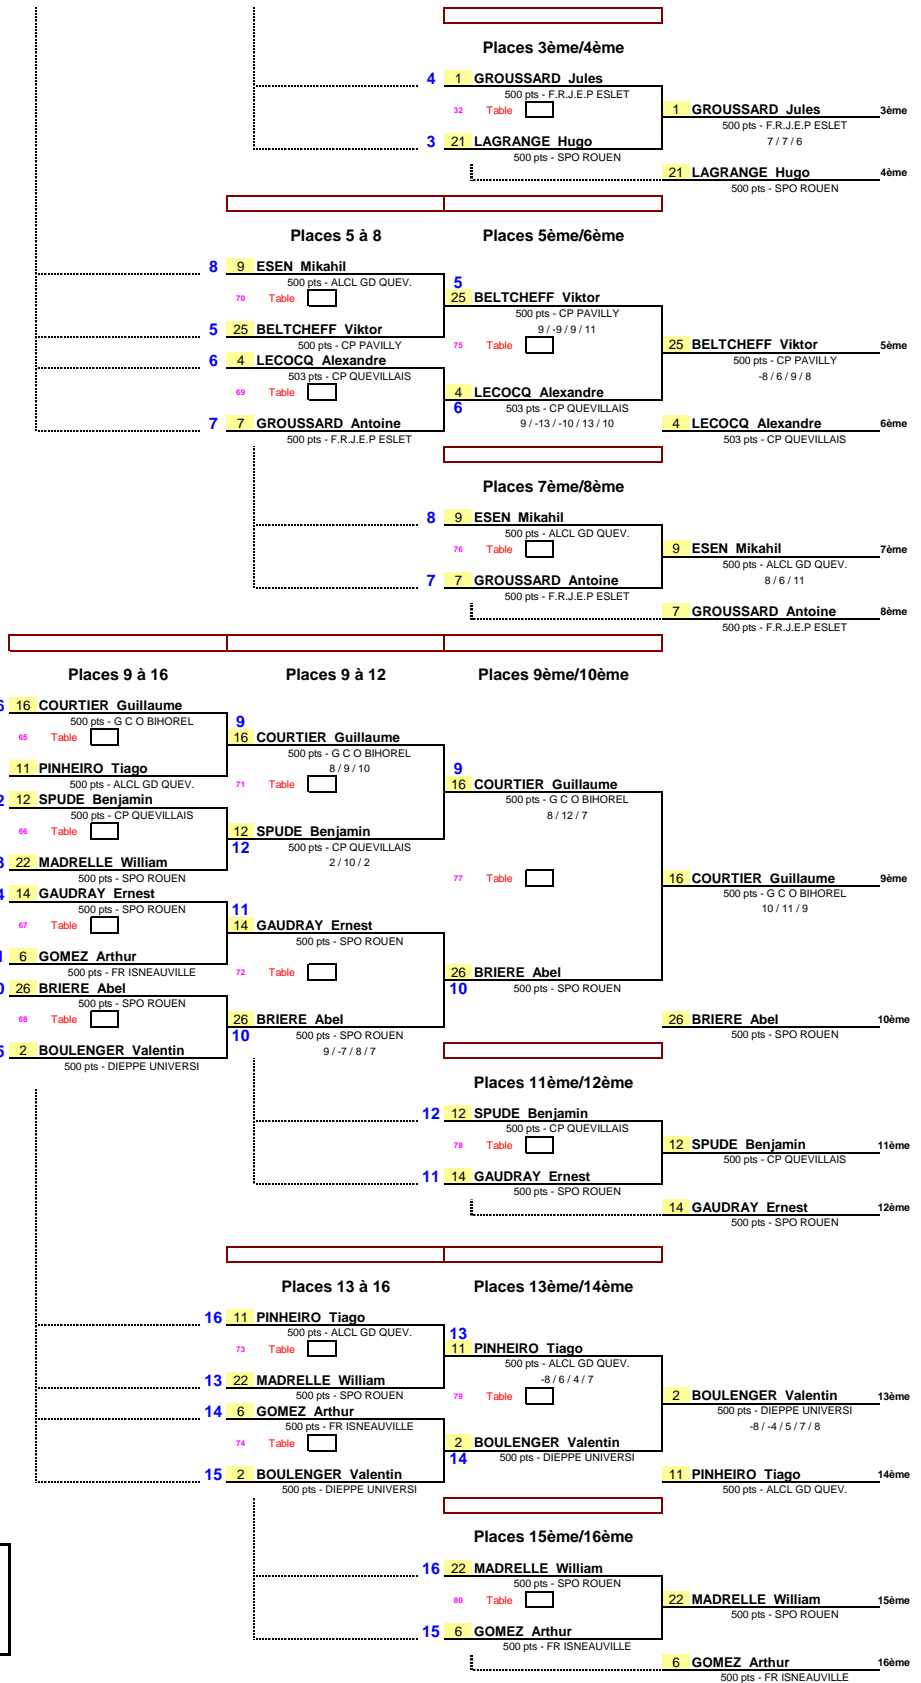 Places 3ème/4ème
4 1 GROUSSARD Jules
500 pts - F.R.J.E.P ESLET
32 Table
1 GROUSSARD Jules 3ème
500 pts - F.R.J.E.P ESLET
7 / 7 / 6
3 21 LAGRANGE Hugo
500 pts - SPO ROUEN
21 LAGRANGE Hugo 4ème
500 pts - SPO ROUEN
Places 5 à 8 Places 5ème/6ème
8 9 ESEN Mikahil
500 pts - ALCL GD QUEV.
70 Table
5
25 BELTCHEFF Viktor
500 pts - CP PAVILLY
9 / -9 / 9 / 11
5 25 BELTCHEFF Viktor
500 pts - CP PAVILLY
75 Table
25 BELTCHEFF Viktor 5ème
500 pts - CP PAVILLY
-8 / 6 / 9 / 8
6 4 LECOCQ Alexandre
503 pts - CP QUEVILLAIS
69 Table
4 LECOCQ Alexandre
6 503 pts - CP QUEVILLAIS
9 / -13 / -10 / 13 / 10
7 7 GROUSSARD Antoine
500 pts - F.R.J.E.P ESLET
4 LECOCQ Alexandre 6ème
503 pts - CP QUEVILLAIS
Places 7ème/8ème
8 9 ESEN Mikahil
500 pts - ALCL GD QUEV.
76 Table
9 ESEN Mikahil 7ème
500 pts - ALCL GD QUEV.
8 / 6 / 11
7 7 GROUSSARD Antoine
500 pts - F.R.J.E.P ESLET
7 GROUSSARD Antoine 8ème
500 pts - F.R.J.E.P ESLET
Places 9 à 16 Places 9 à 12 Places 9ème/10ème
16 COURTIER Guillaume
500 pts - G C O BIHOREL
65 Table
9
16 COURTIER Guillaume
500 pts - G C O BIHOREL
8 / 9 / 10
11 PINHEIRO Tiago
500 pts - ALCL GD QUEV.
71 Table
9
16 COURTIER Guillaume
500 pts - G C O BIHOREL
8 / 12 / 7
2 12 SPUDE Benjamin
500 pts - CP QUEVILLAIS
66 Table
12 SPUDE Benjamin
12 500 pts - CP QUEVILLAIS
2 / 10 / 2
22 MADRELLE William
500 pts - SPO ROUEN
77 Table
16 COURTIER Guillaume 9ème
500 pts - G C O BIHOREL
10 / 11 / 9
4 14 GAUDRAY Ernest
500 pts - SPO ROUEN
67 Table
11
14 GAUDRAY Ernest
500 pts - SPO ROUEN
6 GOMEZ Arthur
500 pts - FR ISNEAUVILLE
72 Table
26 BRIERE Abel
10 500 pts - SPO ROUEN
0 26 BRIERE Abel
500 pts - SPO ROUEN
68 Table
26 BRIERE Abel
10 500 pts - SPO ROUEN
9 / -7 / 8 / 7
26 BRIERE Abel 10ème
500 pts - SPO ROUEN
5 2 BOULENGER Valentin
500 pts - DIEPPE UNIVERSI
Places 11ème/12ème
12 12 SPUDE Benjamin
500 pts - CP QUEVILLAIS
78 Table
12 SPUDE Benjamin 11ème
500 pts - CP QUEVILLAIS
11 14 GAUDRAY Ernest
500 pts - SPO ROUEN
14 GAUDRAY Ernest 12ème
500 pts - SPO ROUEN
Places 13 à 16 Places 13ème/14ème
16 11 PINHEIRO Tiago
500 pts - ALCL GD QUEV.
73 Table
13
11 PINHEIRO Tiago
500 pts - ALCL GD QUEV.
-8 / 6 / 4 / 7
13 22 MADRELLE William
500 pts - SPO ROUEN
79 Table
2 BOULENGER Valentin 13ème
500 pts - DIEPPE UNIVERSI
-8 / -4 / 5 / 7 / 8
14 6 GOMEZ Arthur
500 pts - FR ISNEAUVILLE
74 Table
2 BOULENGER Valentin
14 500 pts - DIEPPE UNIVERSI
15 2 BOULENGER Valentin
500 pts - DIEPPE UNIVERSI
11 PINHEIRO Tiago 14ème
500 pts - ALCL GD QUEV.
Places 15ème/16ème
16 22 MADRELLE William
500 pts - SPO ROUEN
80 Table
22 MADRELLE William 15ème
500 pts - SPO ROUEN
15 6 GOMEZ Arthur
500 pts - FR ISNEAUVILLE
6 GOMEZ Arthur 16ème
500 pts - FR ISNEAUVILLE